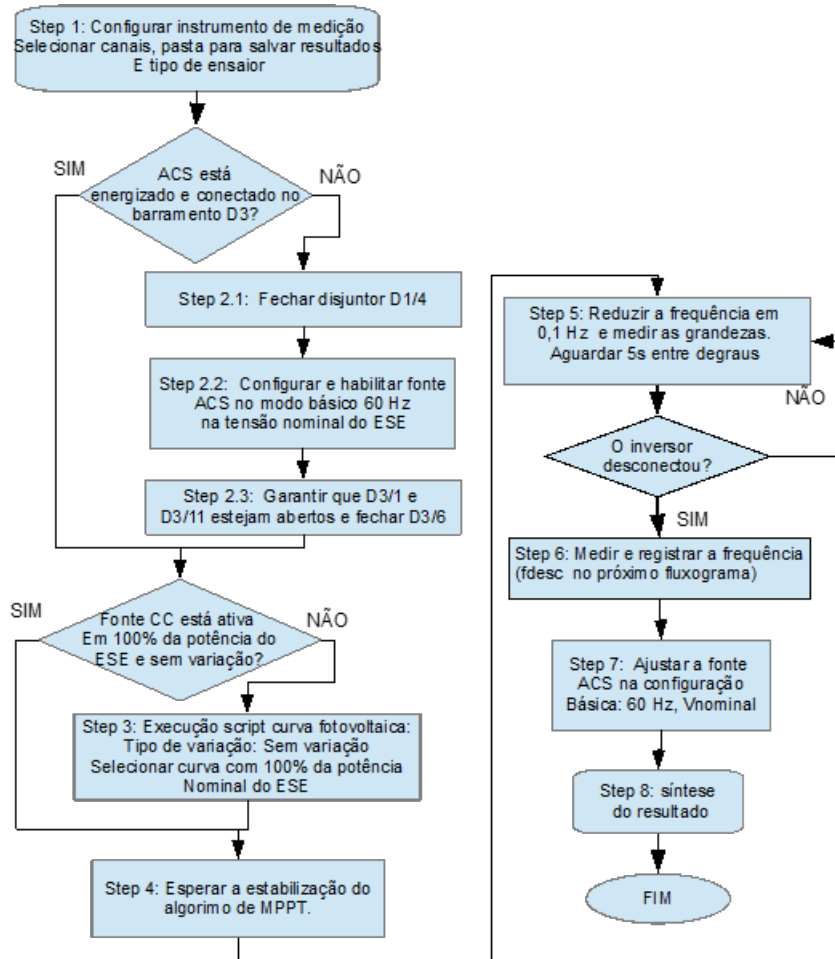 Step 1: Configurar instrumento de medição
Selecionar canais, pasta para salvar resultados
E tipo de ensaior
SIM
ACS está
energizado e conectado no
barramento D3?
NÃO
Step 2.1: Fechar disjuntor D1/4
Step 2.2: Configurar e habilitar fonte
ACS no modo básico 60 Hz
na tensão nominal do ESE
Step 2.3: Garantir que D3/1 e
D3/11 estejam abertos e fechar D3/6
SIM
Fonte CC está ativa
Em 100% da potência do
ESE e sem variação?
NÃO
Step 3: Execução script curva fotovoltaica:
Tipo de variação: Sem variação
Selecionar curva com 100% da potência
Nominal do ESE
Step 4: Esperar a estabilização do
algorimo de MPPT.
Step 5: Reduzir a frequência em
0,1 Hz e medir as grandezas.
Aguardar 5s entre degraus
NÃO
O inversor
desconectou?
SIM
Step 6: Medir e registrar a frequência
(fdesc no próximo fluxograma)
Step 7: Ajustar a fonte
ACS na configuração
Básica: 60 Hz, Vnominal
Step 8: síntese
do resultado
FIM